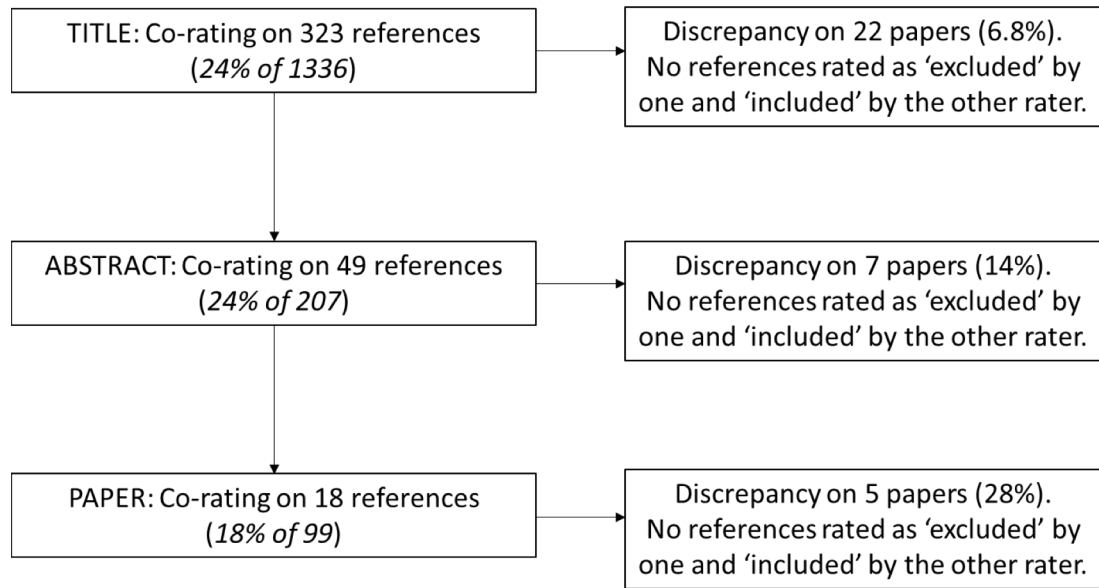 TITLE: Co-rating on 323 references
(24% of 1336)
Discrepancy on 22 papers (6.8%).
No references rated as ‘excluded’ by
one and ‘included’ by the other rater.
ABSTRACT: Co-rating on 49 references
(24% of 207)
Discrepancy on 7 papers (14%).
No references rated as ‘excluded’ by
one and ‘included’ by the other rater.
PAPER: Co-rating on 18 references
(18% of 99)
Discrepancy on 5 papers (28%).
No references rated as ‘excluded’ by
one and ‘included’ by the other rater.